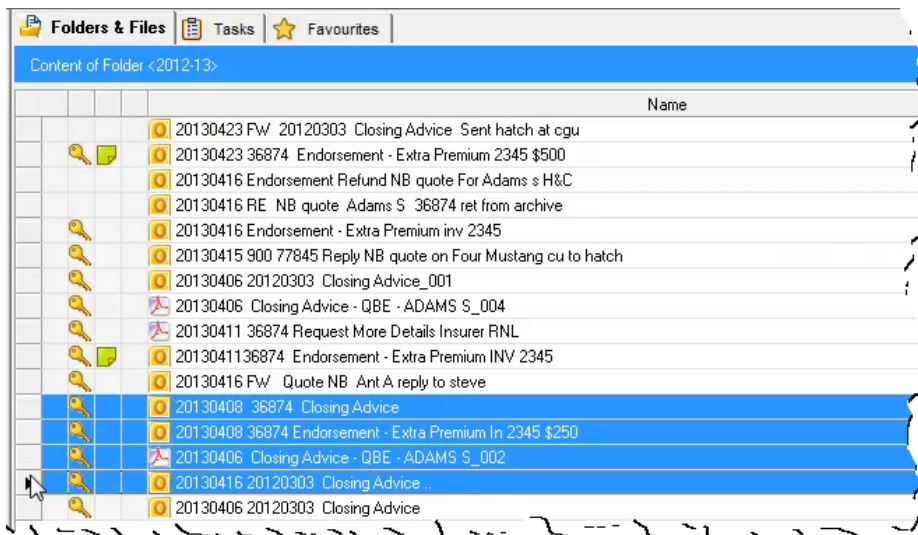 Folders & Files Tasks Favourites
Content of Folder <2012-13>
Name
20130423 FW 20120303 Closing Advice Sent hatch at cgu
20130423 36874 Endorsement - Extra Premium 2345 $500
20130416 Endorsement Refund NB quote For Adams s H&C
20130416 RE NB quote Adams S 36874 ret from archive
20130416 Endorsement - Extra Premium inv 2345
20130415 900 77845 Reply NB quote on Four Mustang cu to hatch
20130406 20120303 Closing Advice_001
20130406 Closing Advice - QBE - ADAMS S_004
20130411 36874 Request More Details Insurer RNL
2013041136874 Endorsement - Extra Premium INV 2345
20130416 FW Quote NB Ant A reply to steve
20130408 36874 Closing Advice
20130408 36874 Endorsement - Extra Premium In 2345 $250
20130406 Closing Advice - QBE - ADAMS S_002
20130416 20120303 Closing Advice ..
20130406 20120303 Closing Advice